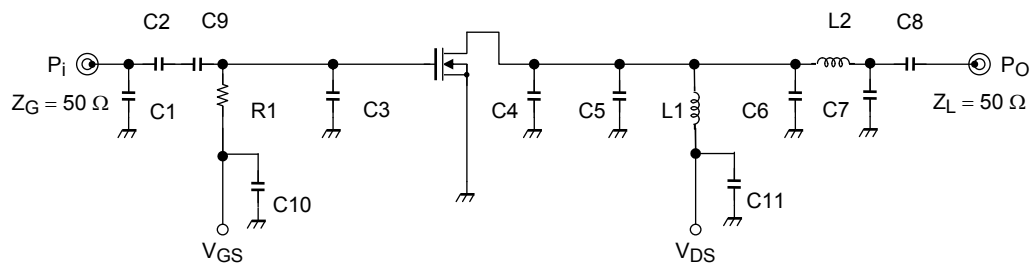 C2 C9 L2 C8
Pi PO
ZG = 50 Ω C1 R1 C3 C4 C5 L1 C6 C7 ZL = 50 Ω
C10 C11
VGS VDS